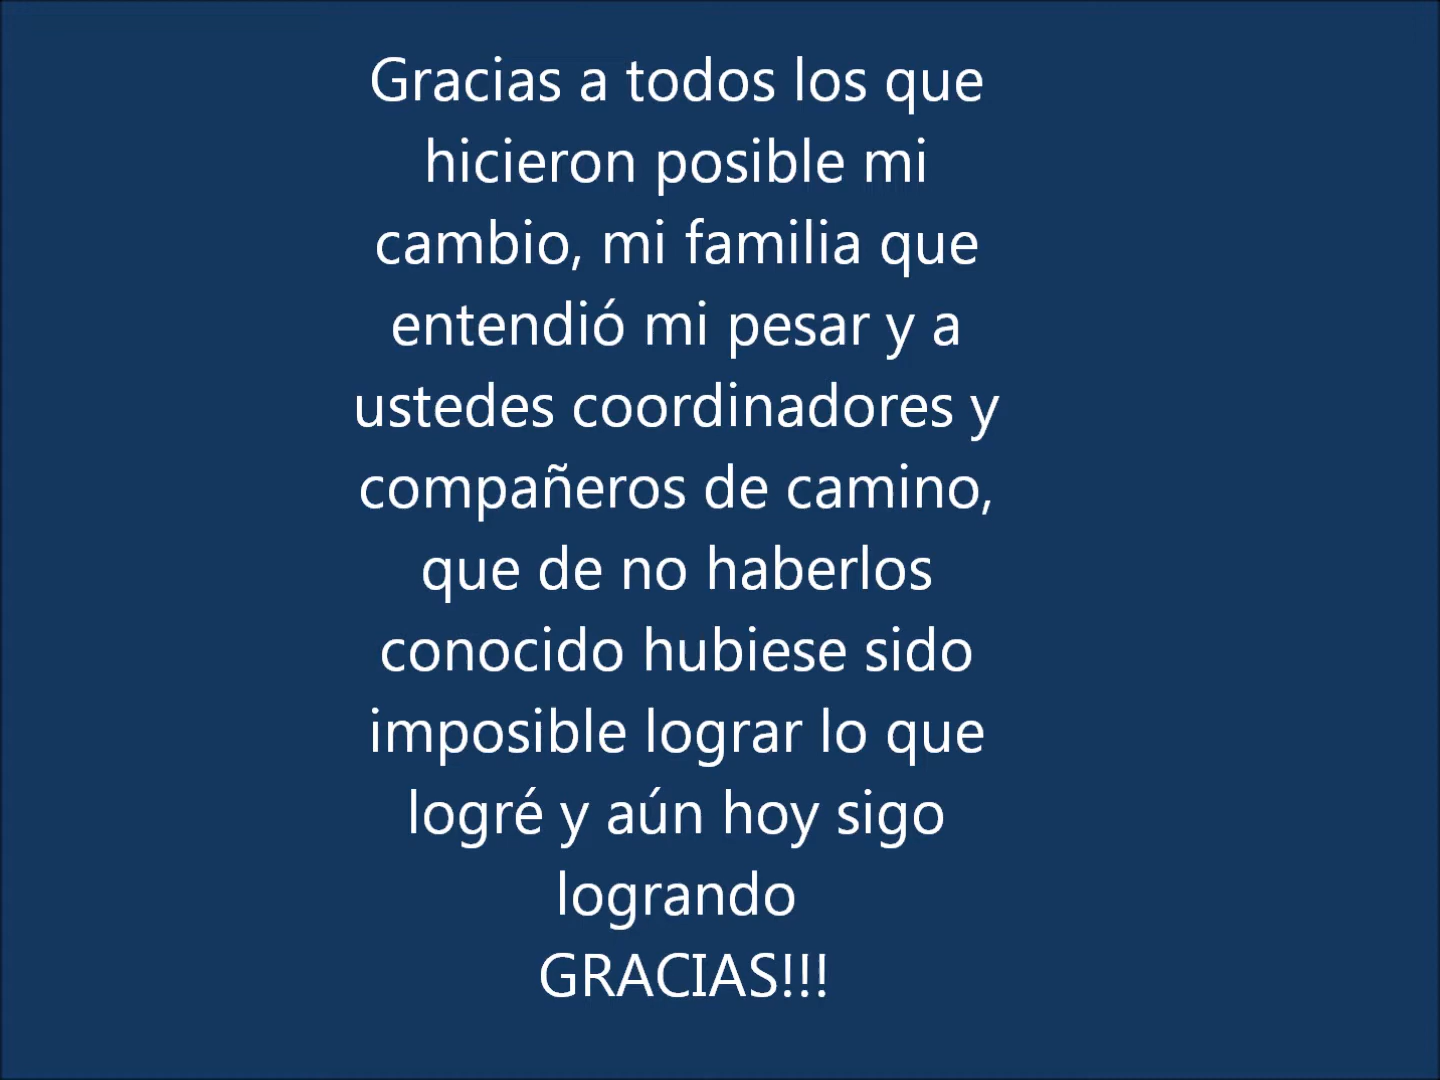 Gracias a todos los que
hicieron posible mi
cambio, mi familia que
entendió mi pesar y a
ustedes coordinadores y
compañeros de camino,
que de no haberlos
conocido hubiese sido
imposible lograr lo que
logré y aún hoy sigo
logrando
GRACIAS!!!